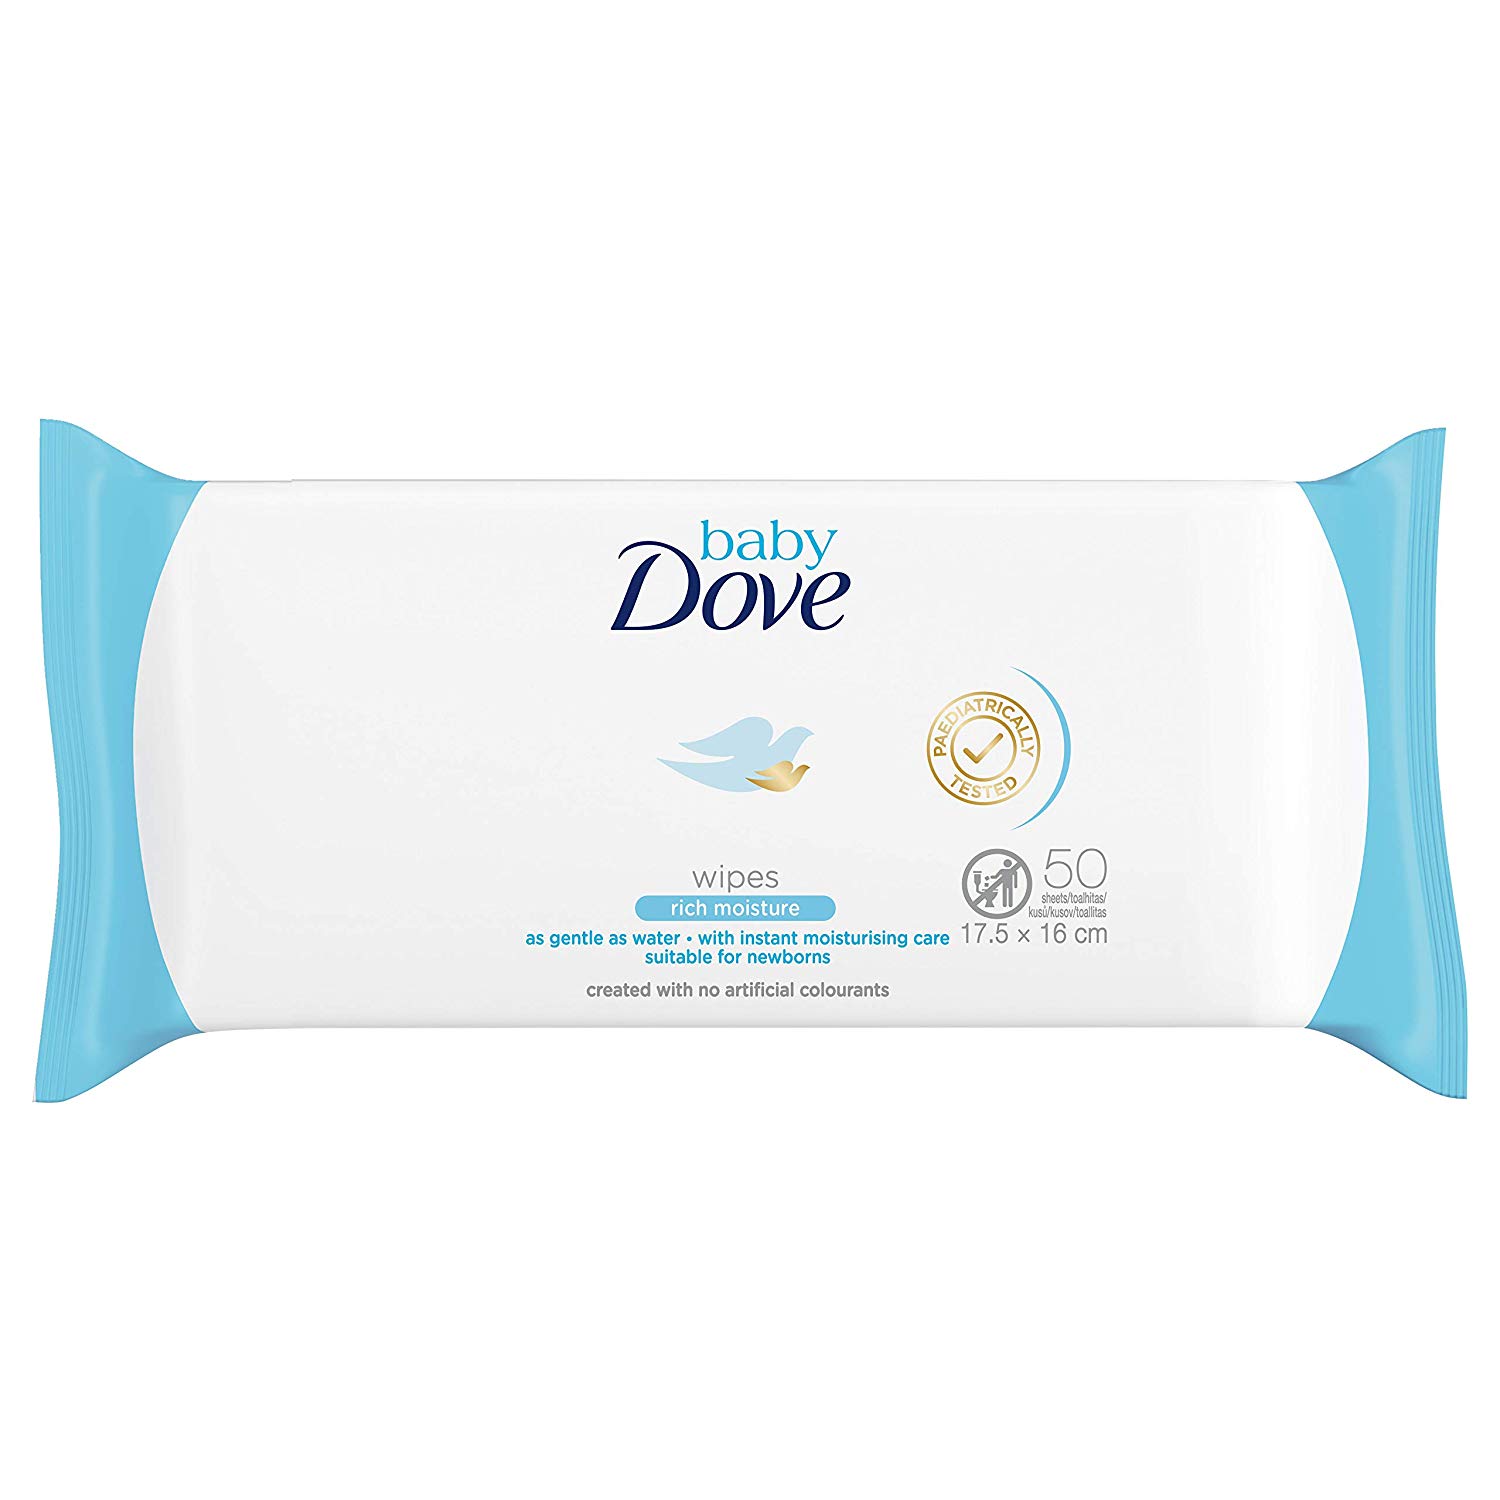 baby
Dove
PAEDIATRICALLY
TESTED
wipes
rich moisture
as gentle as water • with instant moisturising care
suitable for newborns
created with no artificial colourants
50
sheets/toalhitas/
kusů/kusov/toallitas
17.5 × 16 cm